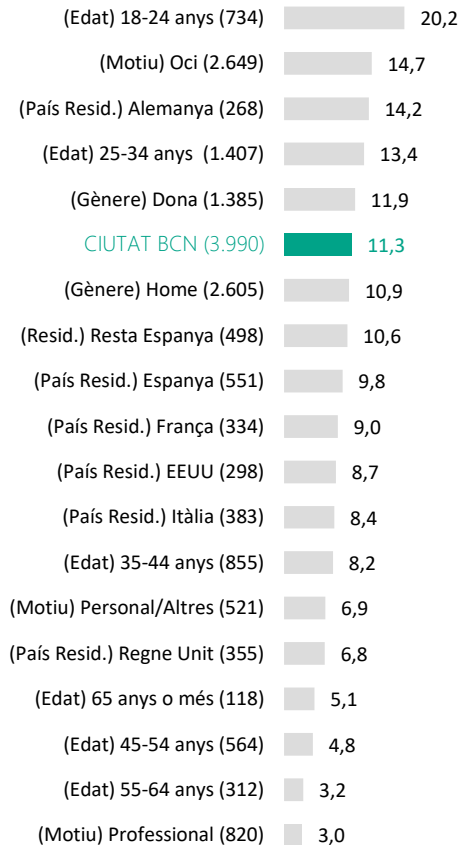 (Edat) 18-24 anys (734) 20,2
(Motiu) Oci (2.649) 14,7
(País Resid.) Alemanya (268) 14,2
(Edat) 25-34 anys (1.407) 13,4
(Gènere) Dona (1.385) 11,9
CIUTAT BCN (3.990) 11,3
(Gènere) Home (2.605) 10,9
(Resid.) Resta Espanya (498) 10,6
(País Resid.) Espanya (551) 9,8
(País Resid.) França (334) 9,0
(País Resid.) EEUU (298) 8,7
(País Resid.) Itàlia (383) 8,4
(Edat) 35-44 anys (855) 8,2
(Motiu) Personal/Altres (521) 6,9
(País Resid.) Regne Unit (355) 6,8
(Edat) 65 anys o més (118) 5,1
(Edat) 45-54 anys (564) 4,8
(Edat) 55-64 anys (312) 3,2
(Motiu) Professional (820) 3,0